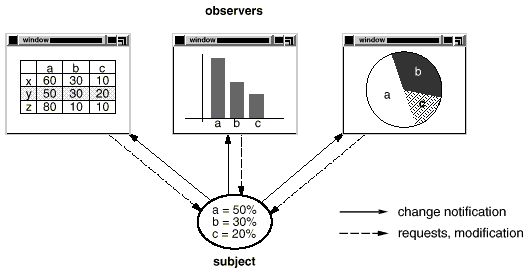 observers
window
window
window
a b c
x 60 30 10
y 50 30 20
z 80 10 10
a b c
a
b
c
a = 50%
b = 30%
c = 20%
subject
change notification
requests, modification